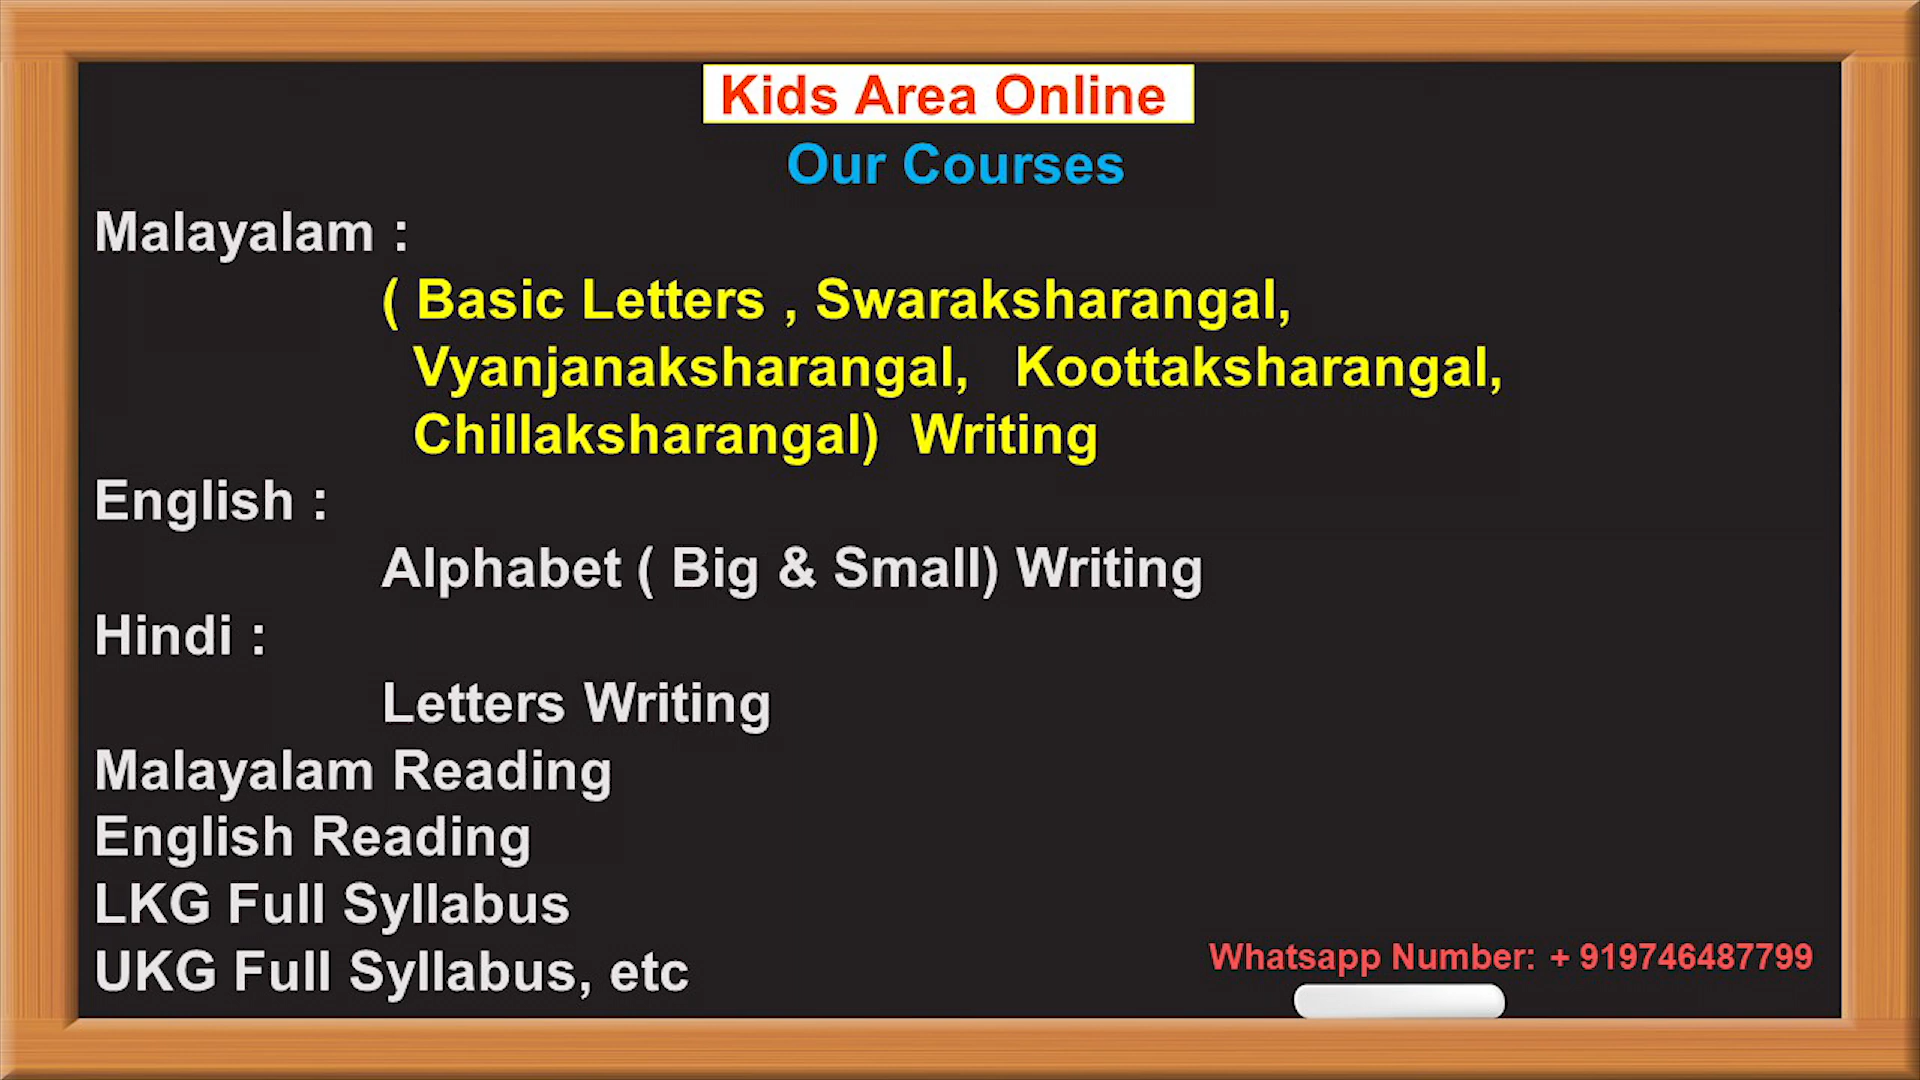 Kids Area Online
Our Courses
Malayalam :
( Basic Letters , Swaraksharangal,
Vyanjanaksharangal, Koottaksharangal,
Chillaksharangal) Writing
English :
Alphabet ( Big & Small) Writing
Hindi :
Letters Writing
Malayalam Reading
English Reading
LKG Full Syllabus
UKG Full Syllabus, etc
Whatsapp Number: + 919746487799